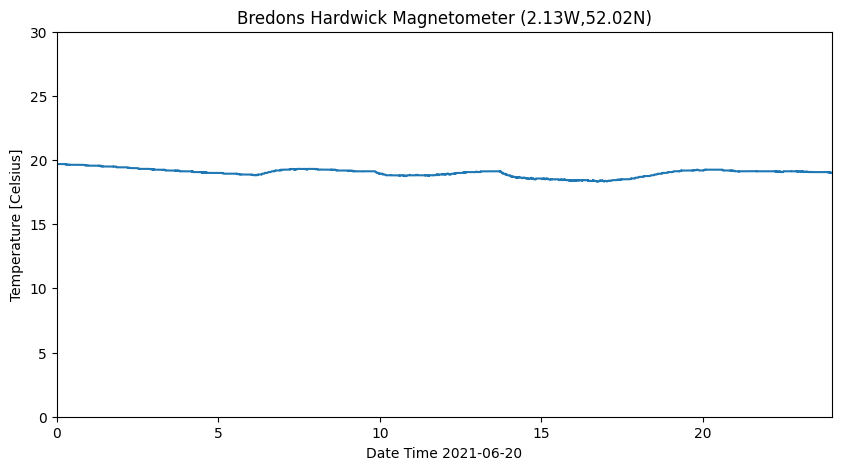 Bredons Hardwick Magnetometer (2.13W,52.02N)
30
25
20
15
10
5
0
Temperature [Celsius]
0 5 10 15 20
Date Time 2021-06-20